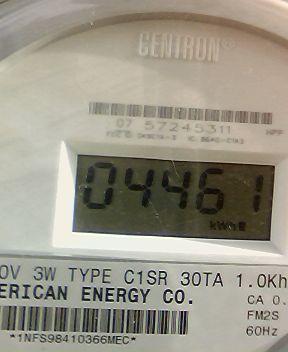 CENTRON®
07 57245311
04461
kWh
0V 3W TYPE C1SR 30TA 1.0Kh
ERICAN ENERGY CO.
CA 0.
FM2S
*1NFS98410366MEC*
60Hz